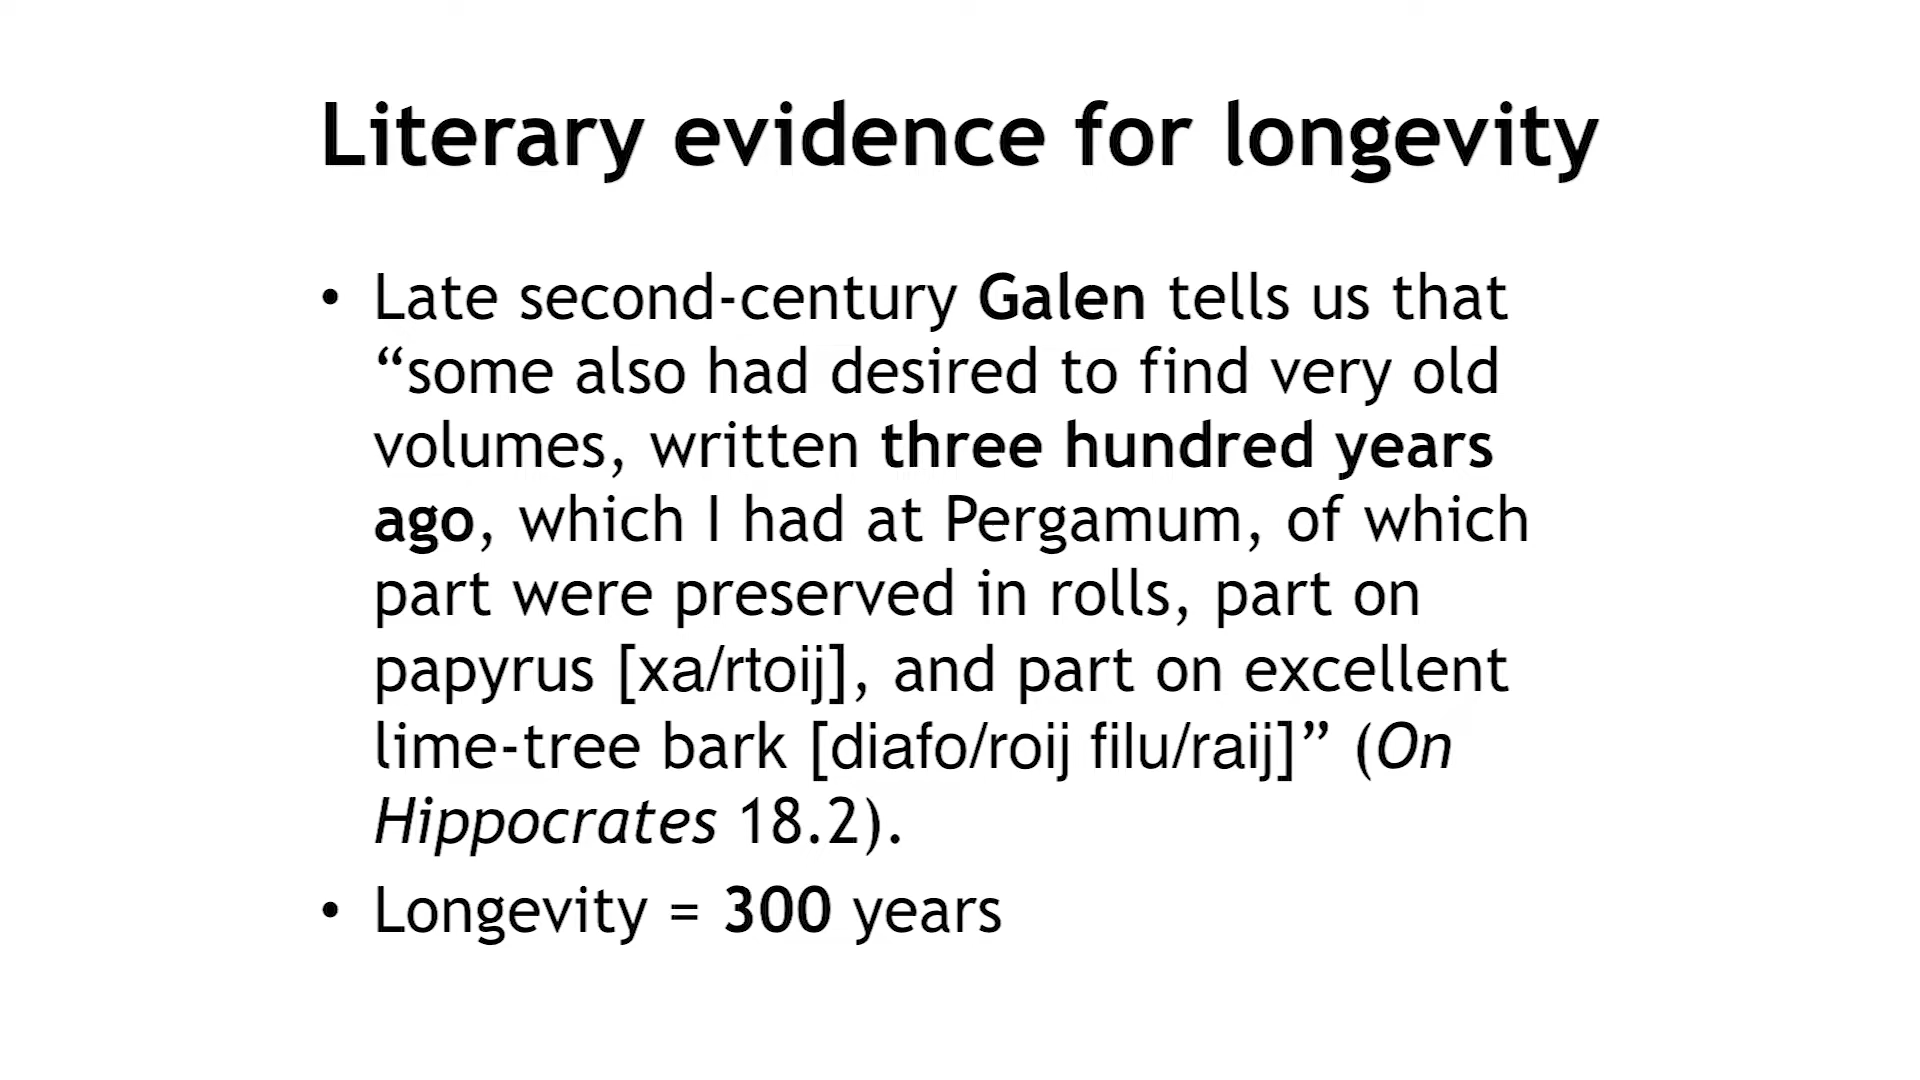 Literary evidence for longevity
• Late second-century Galen tells us that
“some also had desired to find very old
volumes, written three hundred years
ago, which I had at Pergamum, of which
part were preserved in rolls, part on
papyrus [xa/rtoij], and part on excellent
lime-tree bark [diafo/roij filu/raij]” (On
Hippocrates 18.2).
• Longevity = 300 years